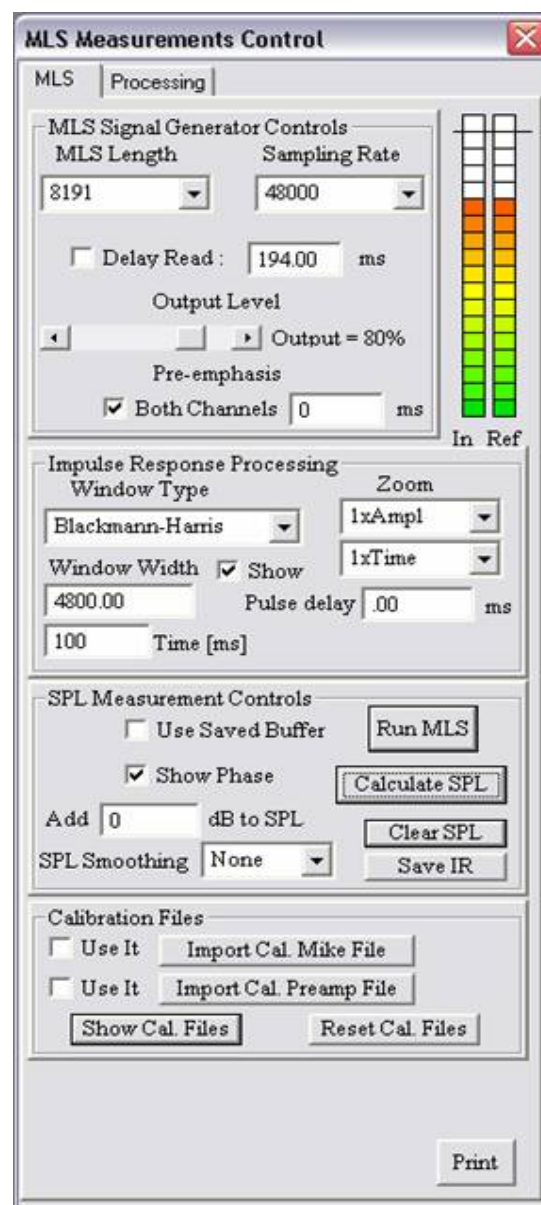 MLS Measurements Control
MLS Processing
MLS Signal Generator Controls
MLS Length Sampling Rate
8191 48000
Delay Read : 194.00 ms
Output Level
Output = 80%
Pre-emphasis
Both Channels 0 ms
In Ref
Impulse Response Processing
Window Type Zoom
Blackmann-Harris 1xAmpl
1xTime
Window Width Show
4800.00 Pulse delay .00 ms
100 Time [ms]
SPL Measurement Controls
Use Saved Buffer Run MLS
Show Phase Calculate SPL
Add 0 dB to SPL Clear SPL
SPL Smoothing None Save IR
Calibration Files
Use It Import Cal. Mike File
Use It Import Cal. Preamp File
Show Cal. Files Reset Cal. Files
Print